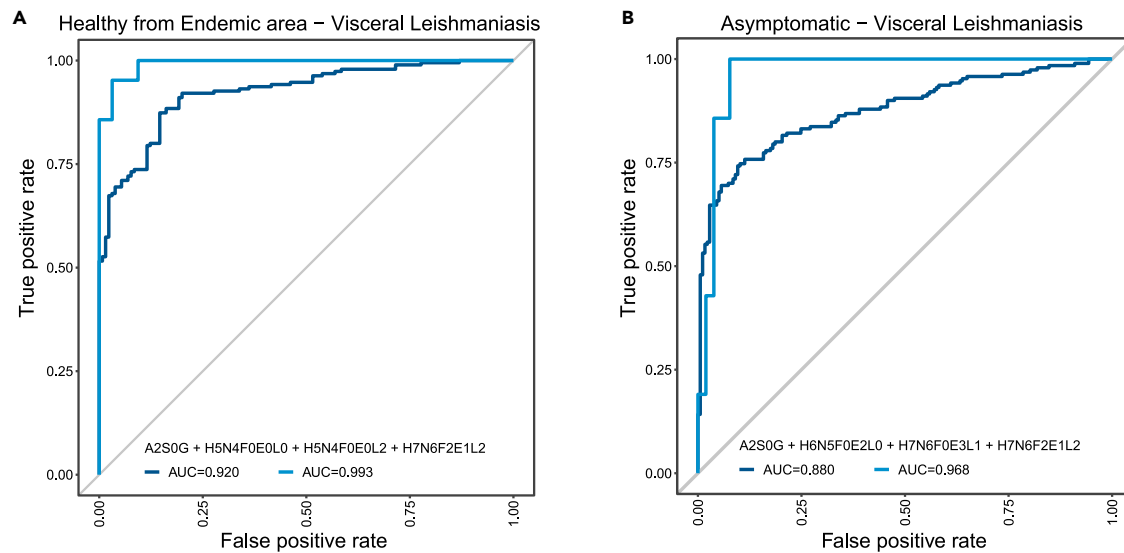 A
Healthy from Endemic area − Visceral Leishmaniasis
True positive rate
1.00
0.75
0.50
0.25
0.00
A2S0G + H5N4F0E0L0 + H5N4F0E0L2 + H7N6F2E1L2
AUC=0.920 AUC=0.993
0.00 0.25 0.50 0.75 1.00
False positive rate
B
Asymptomatic − Visceral Leishmaniasis
True positive rate
1.00
0.75
0.50
0.25
0.00
A2S0G + H6N5F0E2L0 + H7N6F0E3L1 + H7N6F2E1L2
AUC=0.880 AUC=0.968
0.00 0.25 0.50 0.75 1.00
False positive rate